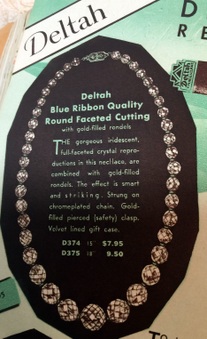 Deltah
D
RE
Deltah
Deltah
Blue Ribbon Quality
Round Faceted Cutting
with gold-filled rondels
THE gorgeous iridescent,
full-faceted crystal repro-
ductions in this necklace, are
combined with gold-filled
rondels. The effect is smart
and striking. Strung on
chromeplated chain. Gold-
filled pierced (safety) clasp.
Velvet lined gift case.
D374 15" $7.95
D375 18" 9.50